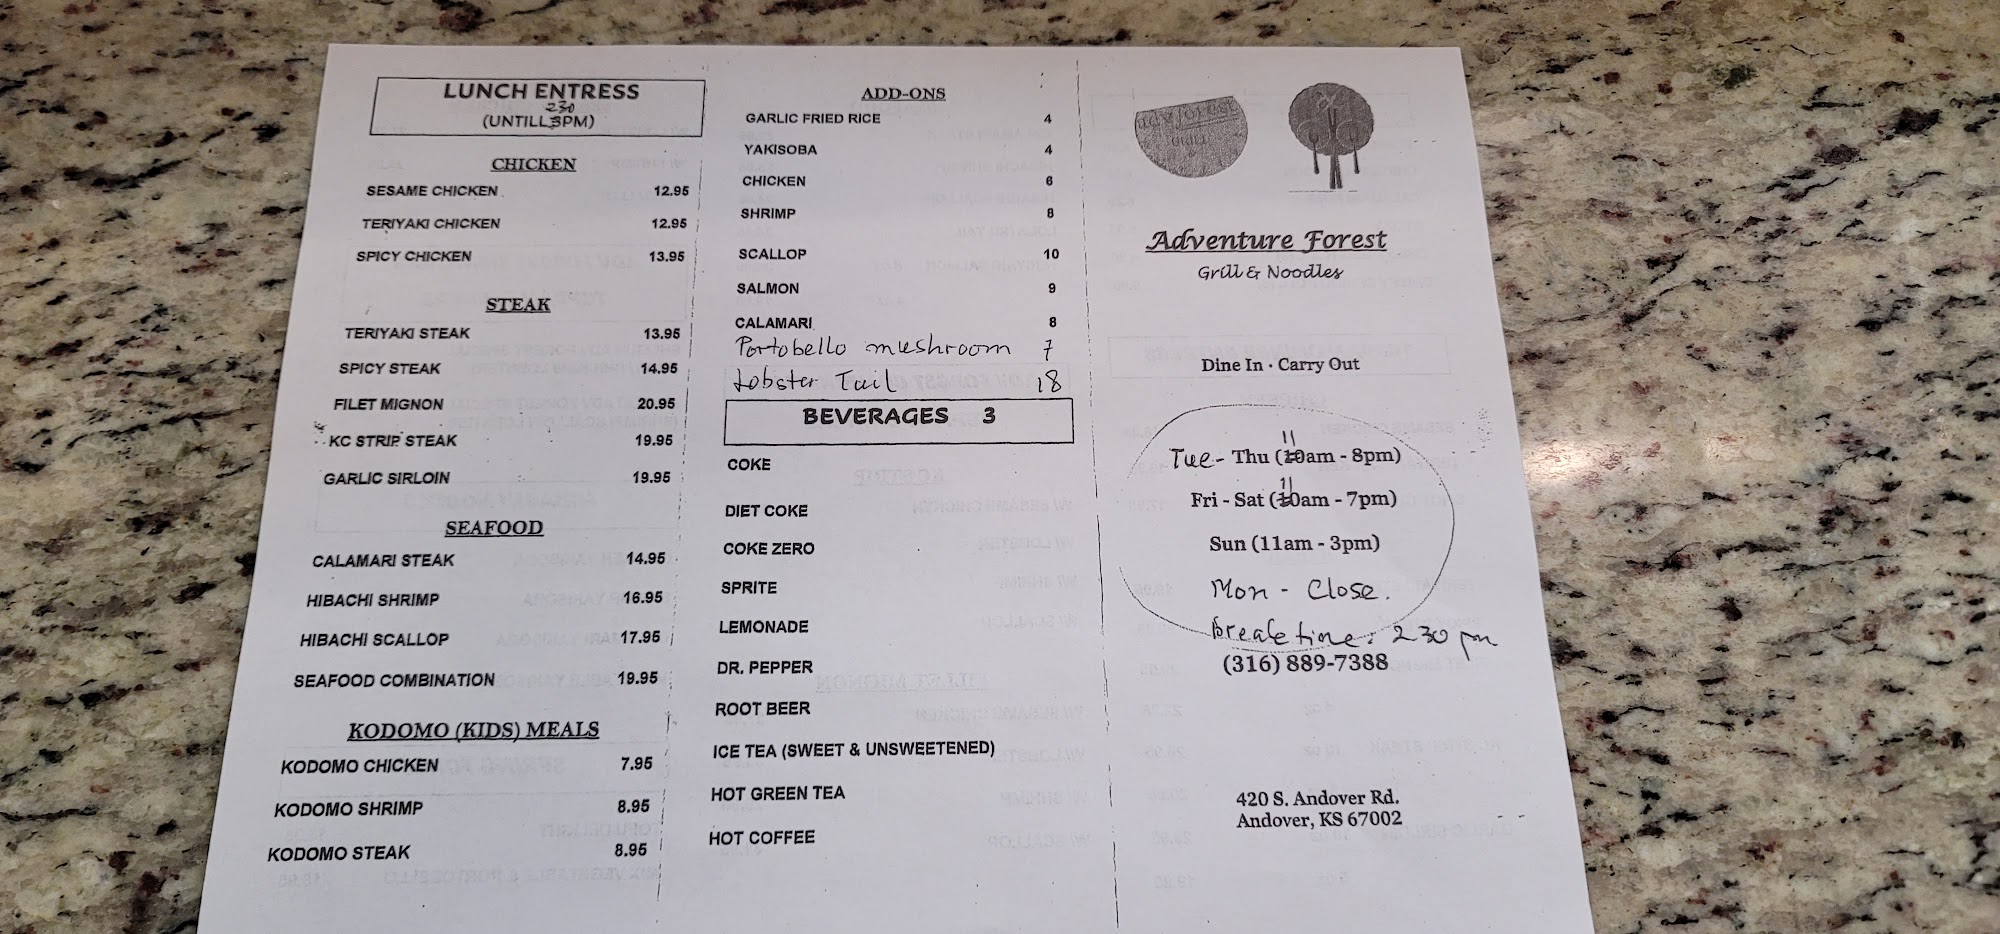 LUNCH ENTRESS
230
(UNTILL 3PM)
CHICKEN
SESAME CHICKEN 12.95
TERIYAKI CHICKEN 12.95
SPICY CHICKEN 13.95
STEAK
TERIYAKI STEAK 13.95
SPICY STEAK 14.95
FILET MIGNON 20.95
KC STRIP STEAK 19.95
GARLIC SIRLOIN 19.95
SEAFOOD
CALAMARI STEAK 14.95
HIBACHI SHRIMP 16.95
HIBACHI SCALLOP 17.95
SEAFOOD COMBINATION 19.95
KODOMO (KIDS) MEALS
KODOMO CHICKEN 7.95
KODOMO SHRIMP 8.95
KODOMO STEAK 8.95
ADD-ONS
GARLIC FRIED RICE 4
YAKISOBA 4
CHICKEN 6
SHRIMP 8
SCALLOP 10
SALMON 9
CALAMARI 8
Portobello mushroom 7
Lobster Tail 18
BEVERAGES 3
COKE
DIET COKE
COKE ZERO
SPRITE
LEMONADE
DR. PEPPER
ROOT BEER
ICE TEA (SWEET & UNSWEETENED)
HOT GREEN TEA
HOT COFFEE
Adventure Forest
Grill & Noodles
Dine In · Carry Out
11
Tue - Thu (10am - 8pm)
11
Fri - Sat (10am - 7pm)
Sun (11am - 3pm)
Mon - Close.
break time: 230 pm
(316) 889-7388
420 S. Andover Rd.
Andover, KS 67002